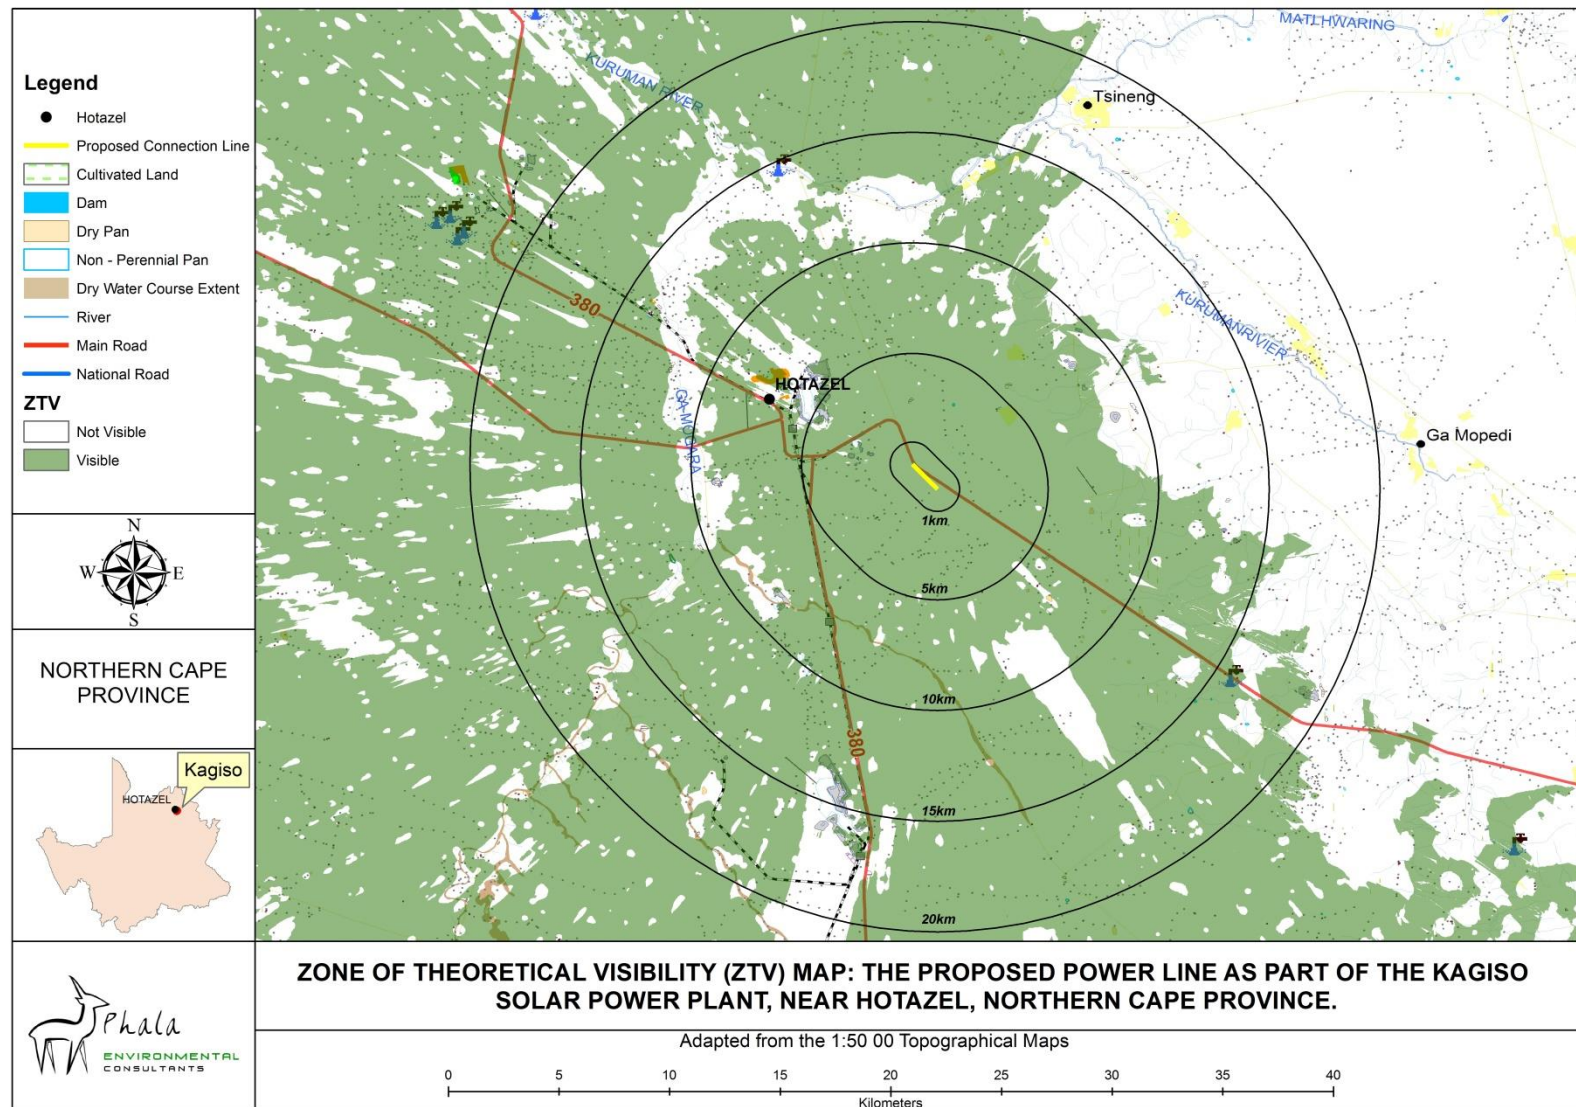 Legend
Hotazel
Proposed Connection Line
Cultivated Land
Dam
Dry Pan
Non - Perennial Pan
Dry Water Course Extent
River
Main Road
National Road
ZTV
Not Visible
Visible
N
W
E
S
NORTHERN CAPE
PROVINCE
Kagiso
HOTAZEL
Phala
ENVIRONMENTAL
CONSULTANTS
MATLHWARING
KURUMAN RIVER
Tsineng
KURUMANRIVIER
380
HOTAZEL
GA-MOGARA
Ga Mopedi
1km
5km
10km
380
15km
20km
ZONE OF THEORETICAL VISIBILITY (ZTV) MAP: THE PROPOSED POWER LINE AS PART OF THE KAGISO
SOLAR POWER PLANT, NEAR HOTAZEL, NORTHERN CAPE PROVINCE.
Adapted from the 1:50 00 Topographical Maps
0 5 10 15 20 25 30 35 40
Kilometers